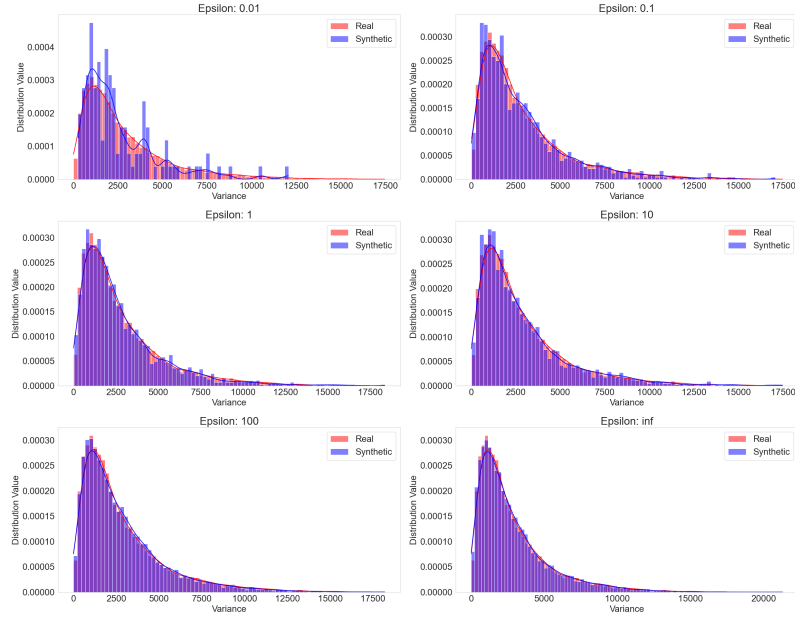 Epsilon: 0.01
Real
Synthetic
0.0004
0.0003
0.0002
0.0001
0.0000
Distribution Value
0 2500 5000 7500 10000 12500 15000 17500
Variance
Epsilon: 0.1
Real
Synthetic
0.00030
0.00025
0.00020
0.00015
0.00010
0.00005
0.00000
Distribution Value
0 2500 5000 7500 10000 12500 15000 17500
Variance
Epsilon: 1
Real
Synthetic
0.00030
0.00025
0.00020
0.00015
0.00010
0.00005
0.00000
Distribution Value
0 2500 5000 7500 10000 12500 15000 17500
Variance
Epsilon: 10
Real
Synthetic
0.00030
0.00025
0.00020
0.00015
0.00010
0.00005
0.00000
Distribution Value
0 2500 5000 7500 10000 12500 15000 17500
Variance
Epsilon: 100
Real
Synthetic
0.00030
0.00025
0.00020
0.00015
0.00010
0.00005
0.00000
Distribution Value
0 2500 5000 7500 10000 12500 15000 17500
Variance
Epsilon: inf
Real
Synthetic
0.00030
0.00025
0.00020
0.00015
0.00010
0.00005
0.00000
Distribution Value
0 5000 10000 15000 20000
Variance